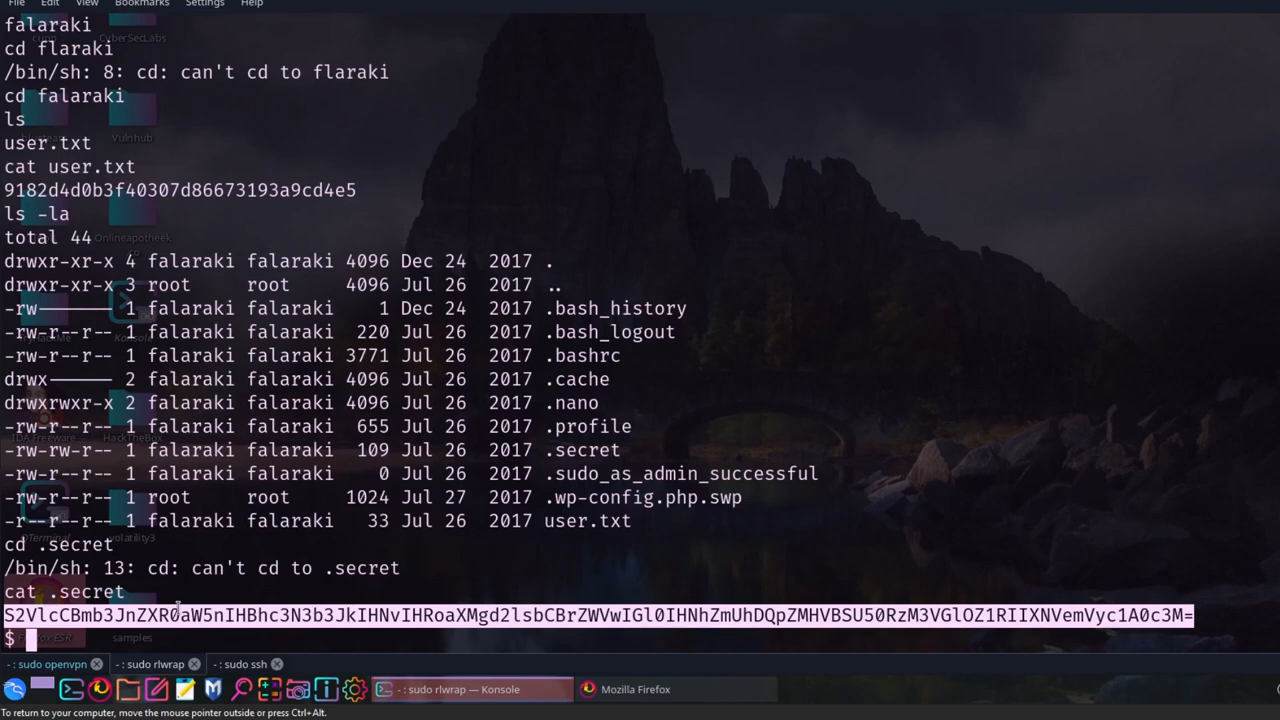 File Edit View Bookmarks Settings Help
falaraki
CyberSecLabs
cd flaraki
/bin/sh: 8: cd: can't cd to flaraki
cd falaraki
ls
Vulnhub
user.txt
cat user.txt
9182d4d0b3f40307d86673193a9cd4e5
ls -la
total 44
Onlineapotheek
drwxr-xr-x 4 falaraki falaraki 4096 Dec 24  2017 .
drwxr-xr-x 3 root     root     4096 Jul 26  2017 ..
-rw------- 1 falaraki falaraki    1 Dec 24  2017 .bash_history
-rw-r--r-- 1 falaraki falaraki  220 Jul 26  2017 .bash_logout
-rw-r--r-- 1 falaraki falaraki 3771 Jul 26  2017 .bashrc
drwx------ 2 falaraki falaraki 4096 Jul 26  2017 .cache
drwxrwxr-x 2 falaraki falaraki 4096 Jul 26  2017 .nano
-rw-r--r-- 1 falaraki falaraki  655 Jul 26  2017 .profile
HackTheBox
-rw-rw-r-- 1 falaraki falaraki  109 Jul 26  2017 .secret
-rw-r--r-- 1 falaraki falaraki    0 Jul 26  2017 .sudo_as_admin_successful
-rw-r--r-- 1 root     root     1024 Jul 27  2017 .wp-config.php.swp
-r--r--r-- 1 falaraki falaraki   33 Jul 26  2017 user.txt
QTerminal
volatility3
cd .secret
/bin/sh: 13: cd: can't cd to .secret
cat .secret
S2VlcCBmb3JnZXR0aW5nIHBhc3N3b3JkIHNvIHRoaXMgd2lsbCBrZWVwIGl0IHNhZmUhDQpZMHVBSU50RzM3VGlOZ1RIIXNVemVyc1A0c3M=
samples
$
- : sudo openvpn
- : sudo rlwrap
- : sudo ssh
- : sudo rlwrap — Konsole
Mozilla Firefox
To return to your computer, move the mouse pointer outside or press Ctrl+Alt.